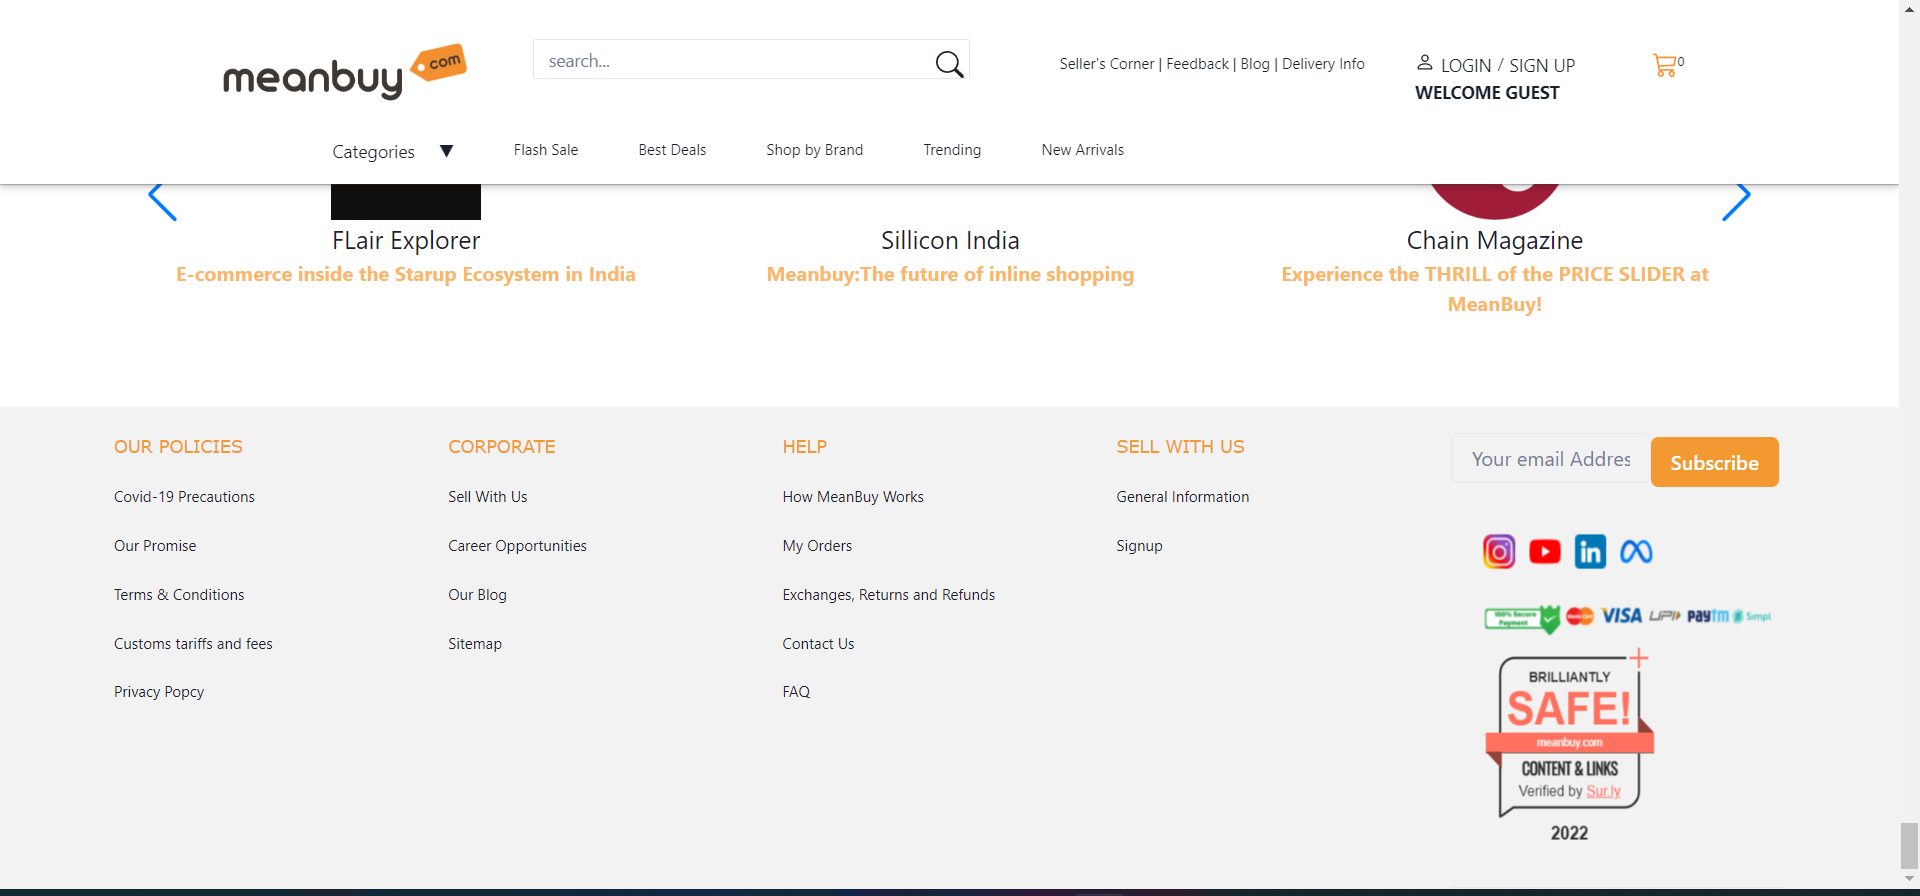 meanbuy com
search...
Seller's Corner | Feedback | Blog | Delivery Info
LOGIN / SIGN UP
WELCOME GUEST
0
Categories ▼
Flash Sale
Best Deals
Shop by Brand
Trending
New Arrivals
FLair Explorer
E-commerce inside the Starup Ecosystem in India
Sillicon India
Meanbuy:The future of inline shopping
Chain Magazine
Experience the THRILL of the PRICE SLIDER at
MeanBuy!
OUR POLICIES
Covid-19 Precautions
Our Promise
Terms & Conditions
Customs tariffs and fees
Privacy Popcy
CORPORATE
Sell With Us
Career Opportunities
Our Blog
Sitemap
HELP
How MeanBuy Works
My Orders
Exchanges, Returns and Refunds
Contact Us
FAQ
SELL WITH US
General Information
Signup
Your email Addres
Subscribe
in
100% Secure
Payment
MasterCard
VISA
UPI
paytm
Simpl
BRILLIANTLY
SAFE!
meanbuy.com
CONTENT & LINKS
Verified by Sur.ly
2022